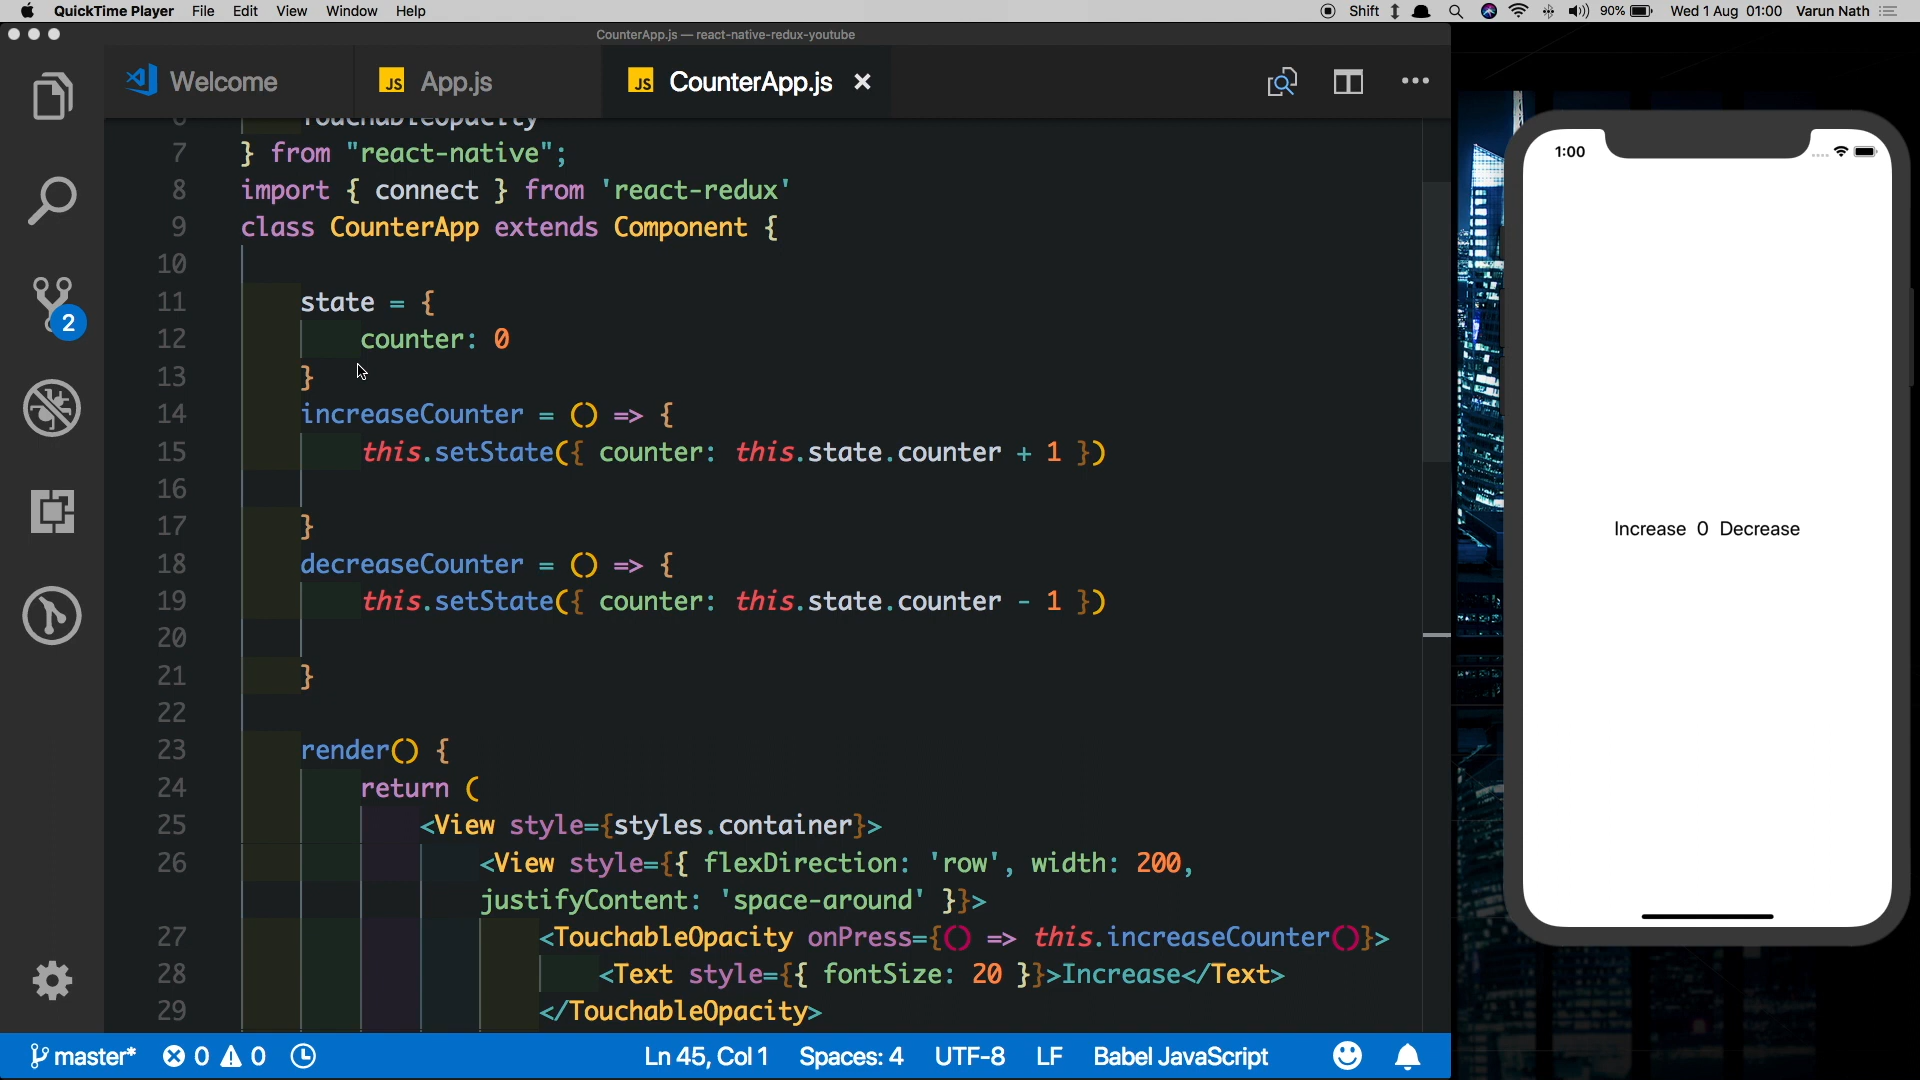 QuickTime Player File Edit View Window Help Shift 90% Wed 1 Aug 01:00 Varun Nath
CounterApp.js — react-native-redux-youtube
Welcome JS App.js JS CounterApp.js ×
6 TouchableOpacity
7 } from "react-native";
8 import { connect } from 'react-redux'
9 class CounterApp extends Component {
10
11 state = {
12 counter: 0
13 }
14 increaseCounter = () => {
15 this.setState({ counter: this.state.counter + 1 })
16
17 }
18 decreaseCounter = () => {
19 this.setState({ counter: this.state.counter - 1 })
20
21 }
22
23 render() {
24 return (
25 <View style={styles.container}>
26 <View style={{ flexDirection: 'row', width: 200,
justifyContent: 'space-around' }}>
27 <TouchableOpacity onPress={() => this.increaseCounter()}>
28 <Text style={{ fontSize: 20 }}>Increase</Text>
29 </TouchableOpacity>
2
master* 0 0 Ln 45, Col 1 Spaces: 4 UTF-8 LF Babel JavaScript
1:00
Increase 0 Decrease